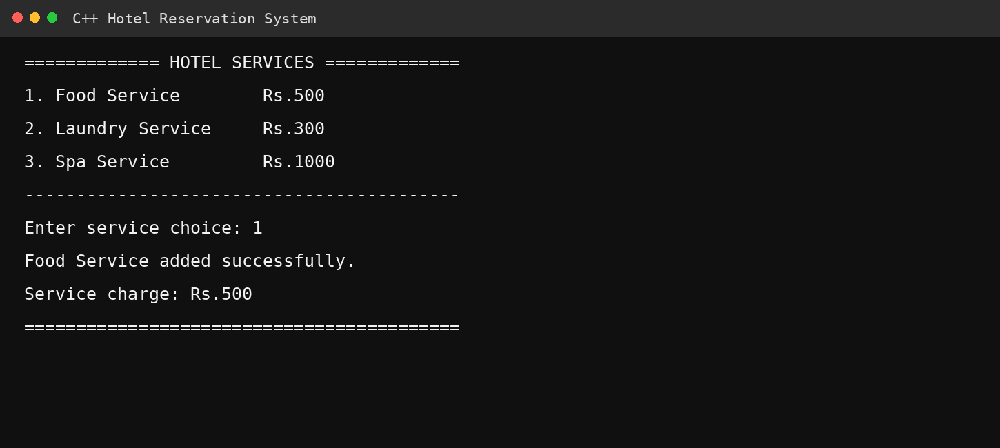 C++ Hotel Reservation System
============= HOTEL SERVICES =============
1. Food Service        Rs.500
2. Laundry Service     Rs.300
3. Spa Service         Rs.1000
------------------------------------------
Enter service choice: 1
Food Service added successfully.
Service charge: Rs.500
==========================================